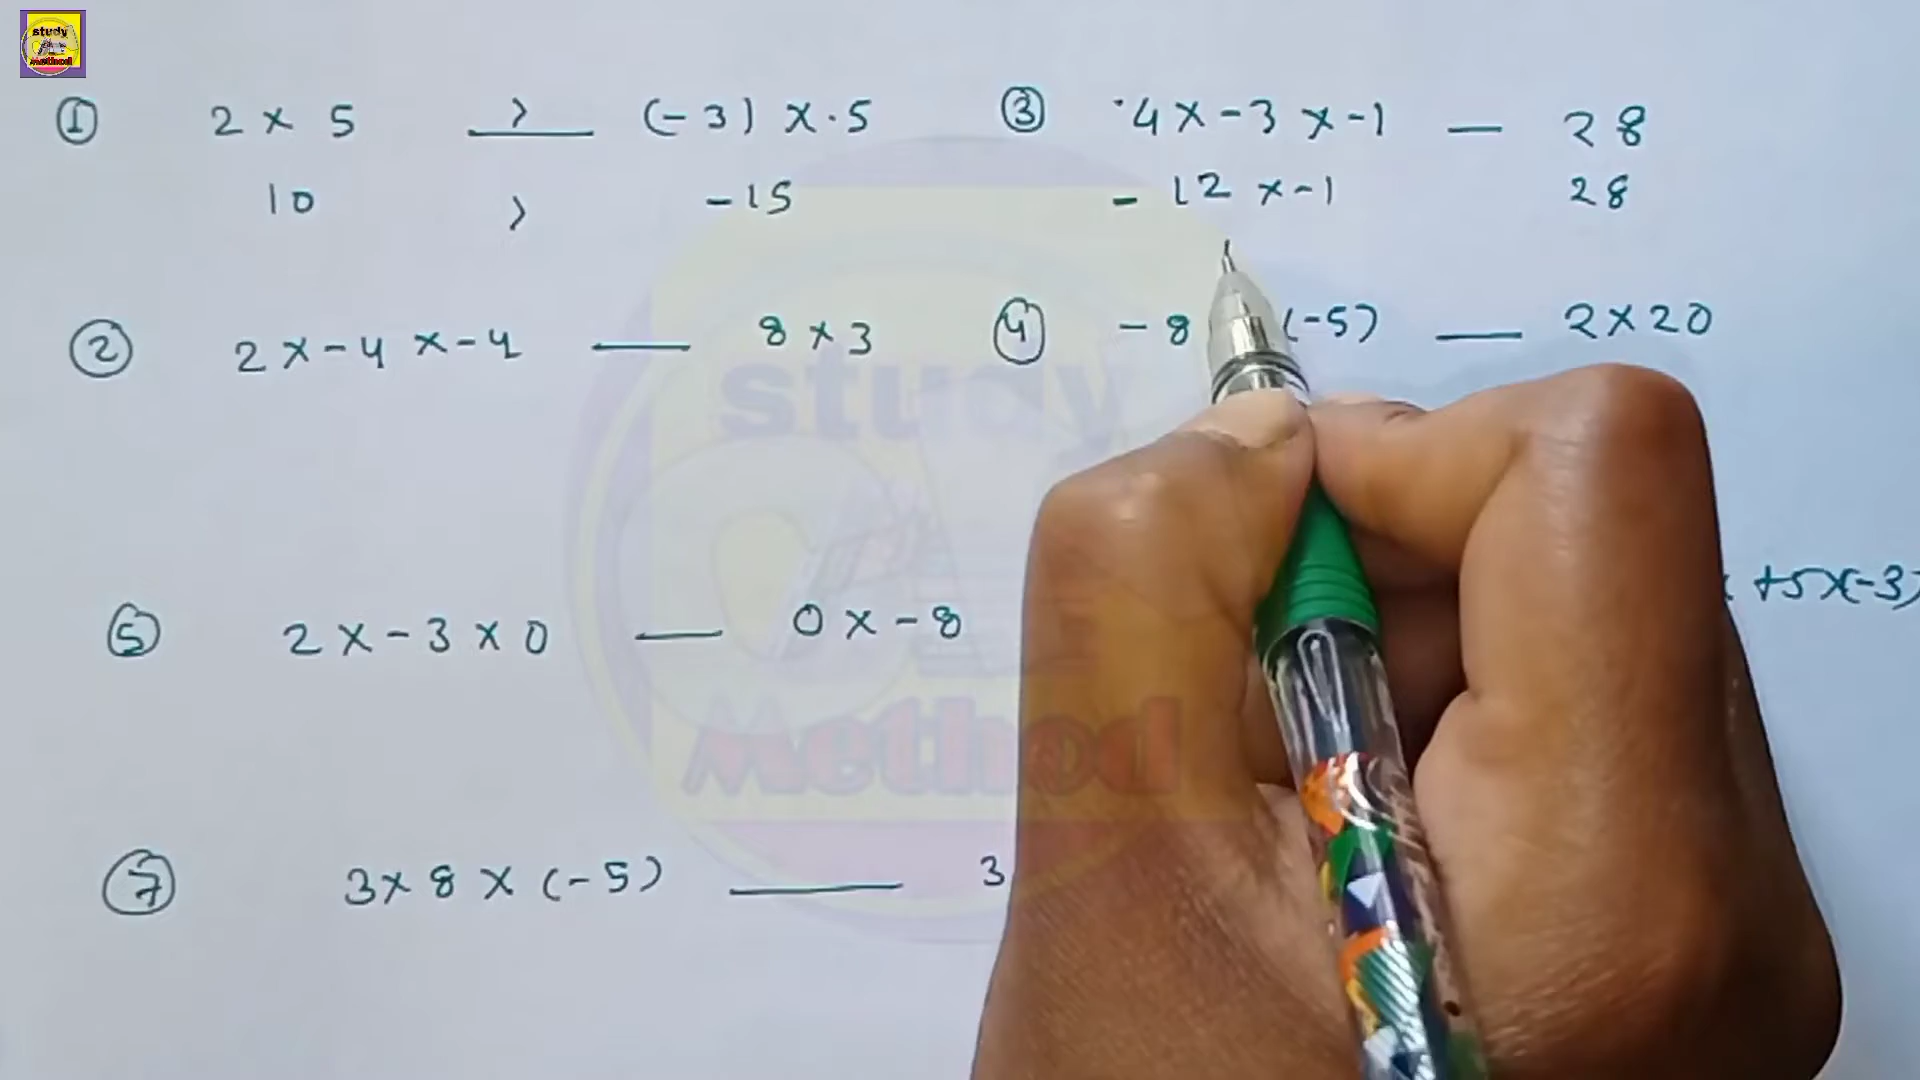 study
Method
① 2 x 5 > (-3) x.5
10 > -15
③ 4 x -3 x -1 — 28
- 12 x -1 28
② 2 x -4 x -4 — 8 x 3
④ - 8 (-5) — 2 x 20
⑤ 2 x -3 x 0 — 0 x -8
+5x(-3)
⑦ 3 x 8 x (-5) — 3
study
Method